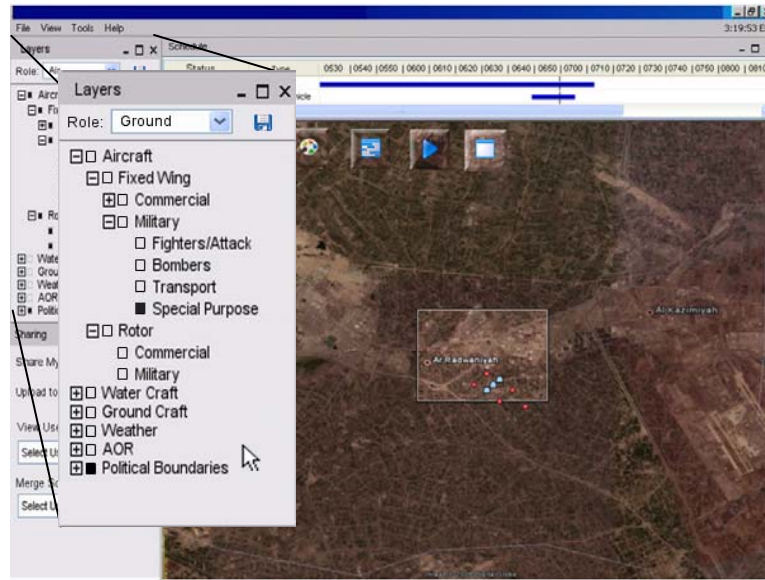 File View Tools Help
3:19:53 E
Layers
Schedule
Role:
Status Type 0530 |0540 |0550 |0600 |0610 |0620 |0630 |0640 |0650 |0700 |0710 |0720 |0730 |0740 |0750 |0800 |0810
Layers
Role: Ground
Aircraft
Fixed Wing
Commercial
Military
Fighters/Attack
Bombers
Transport
Special Purpose
Rotor
Commercial
Military
Water Craft
Ground Craft
Weather
AOR
Political Boundaries
Sharing
Share My
Upload to
View Use
Select Us
Merge
Select U
Al Kazimiyah
Ar Radwaniyah